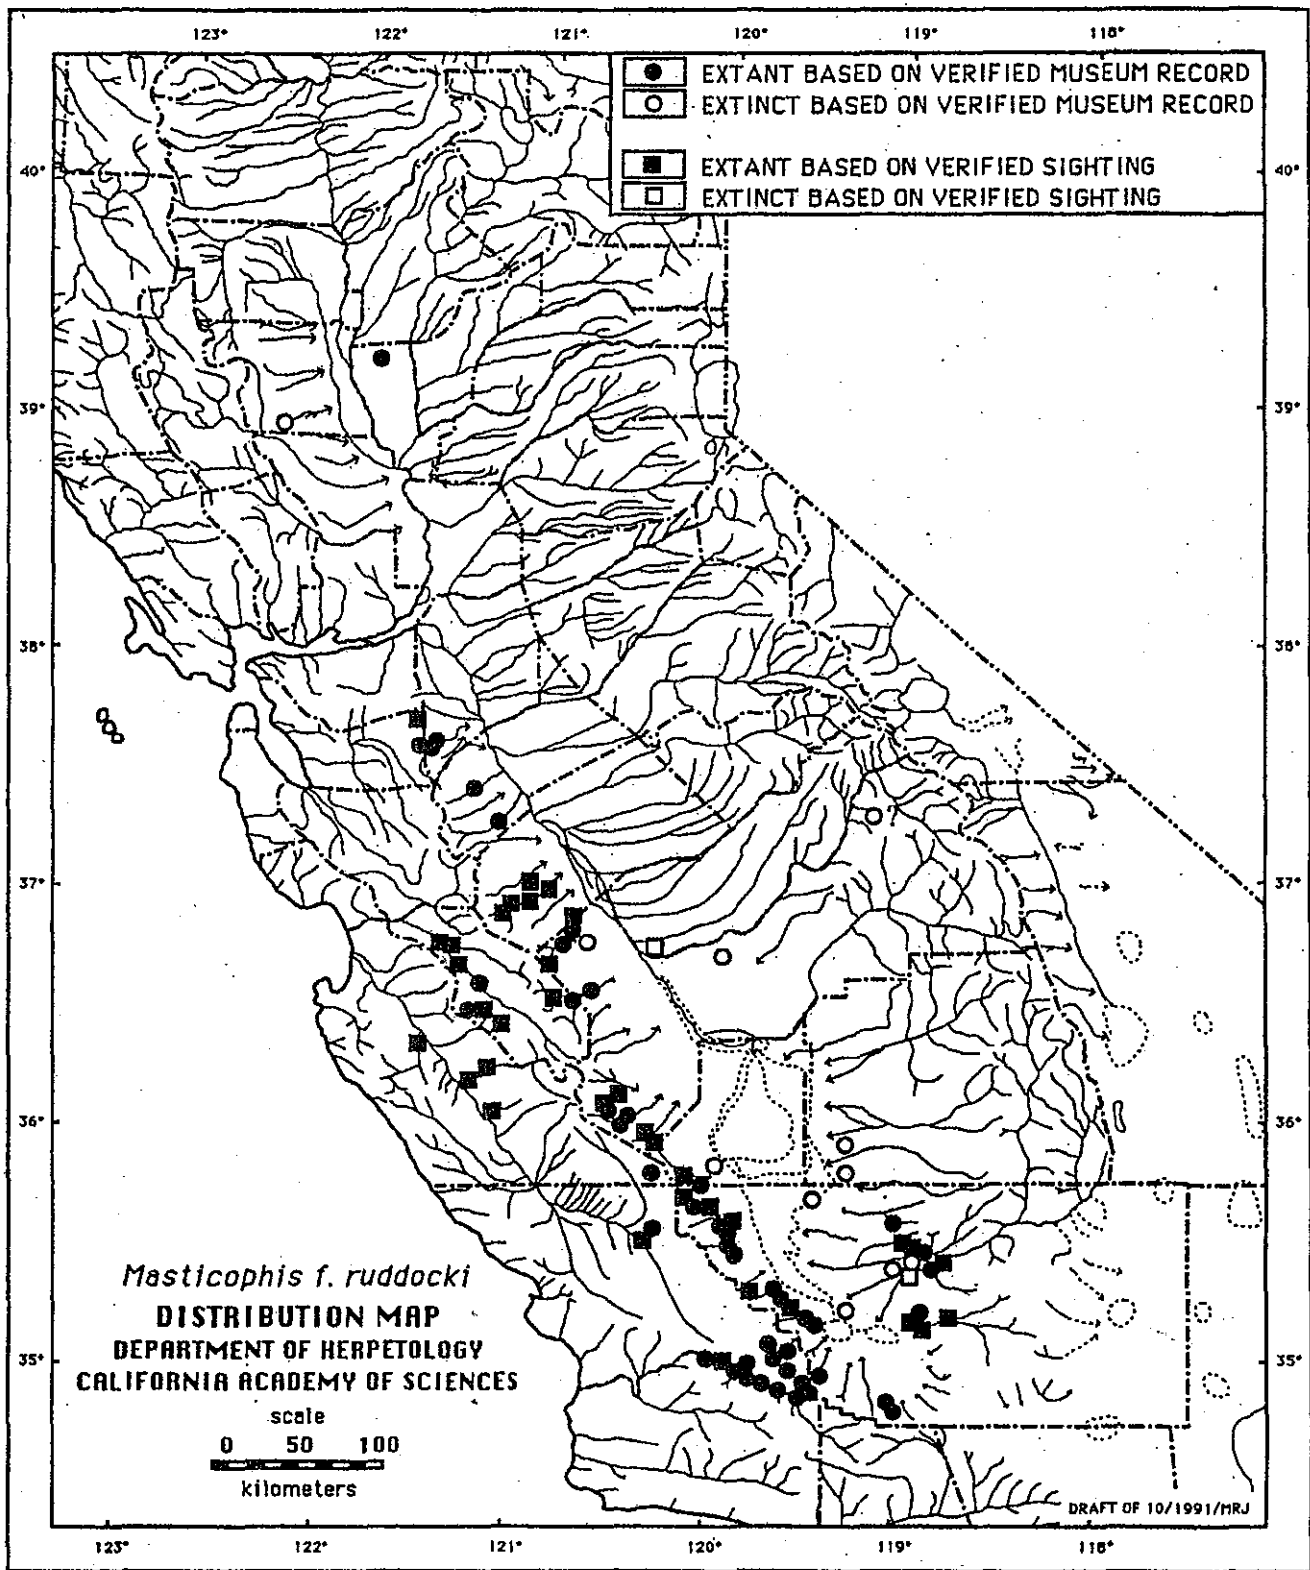 123° 122° 121° 120° 119° 118°
EXTANT BASED ON VERIFIED MUSEUM RECORD
EXTINCT BASED ON VERIFIED MUSEUM RECORD
EXTANT BASED ON VERIFIED SIGHTING
EXTINCT BASED ON VERIFIED SIGHTING
40° 40°
39° 39°
38° 38°
37° 37°
36° 36°
35° 35°
Masticophis f. ruddocki
DISTRIBUTION MAP
DEPARTMENT OF HERPETOLOGY
CALIFORNIA ACADEMY OF SCIENCES
scale
0 50 100
kilometers
DRAFT OF 10/1991/MRJ
123° 122° 121° 120° 119° 118°